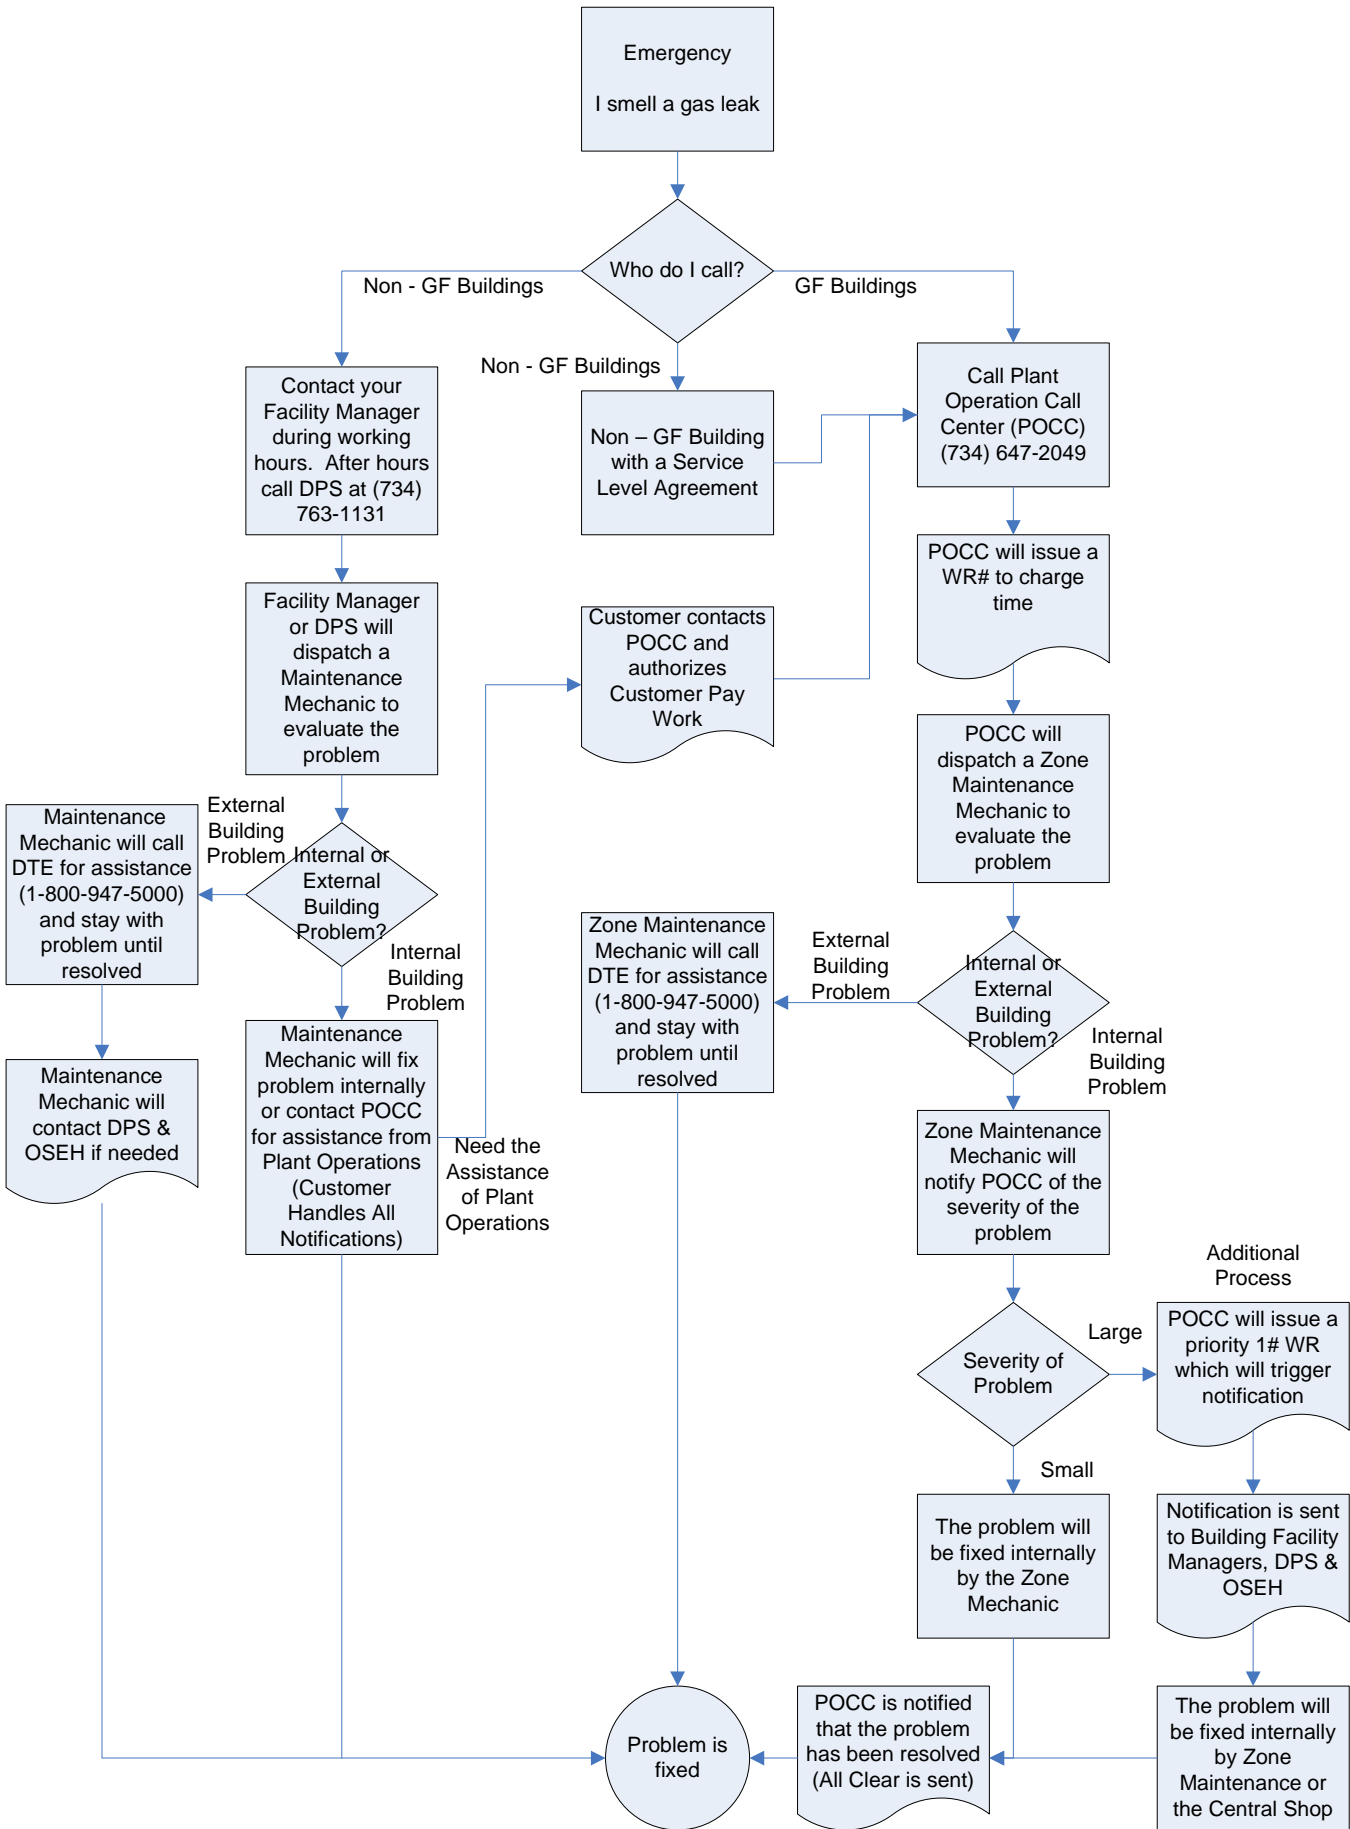 Emergency
I smell a gas leak
Who do I call?
Non - GF Buildings
GF Buildings
Non - GF Buildings
Contact your
Facility Manager
during working
hours.  After hours
call DPS at (734)
763-1131
Non – GF Building
with a Service
Level Agreement
Call Plant
Operation Call
Center (POCC)
(734) 647-2049
POCC will issue a
WR# to charge
time
Facility Manager
or DPS will
dispatch a
Maintenance
Mechanic to
evaluate the
problem
Customer contacts
POCC and
authorizes
Customer Pay
Work
POCC will
dispatch a Zone
Maintenance
Mechanic to
evaluate the
problem
External
Building
Problem
Maintenance
Mechanic will call
DTE for assistance
(1-800-947-5000)
and stay with
problem until
resolved
Internal or
External
Building
Problem?
Internal
Building
Problem
Zone Maintenance
Mechanic will call
DTE for assistance
(1-800-947-5000)
and stay with
problem until
resolved
External
Building
Problem
Internal or
External
Building
Problem?
Internal
Building
Problem
Maintenance
Mechanic will
contact DPS &
OSEH if needed
Maintenance
Mechanic will fix
problem internally
or contact POCC
for assistance from
Plant Operations
(Customer
Handles All
Notifications)
Need the
Assistance
of Plant
Operations
Zone Maintenance
Mechanic will
notify POCC of the
severity of the
problem
Additional
Process
Severity of
Problem
Large
POCC will issue a
priority 1# WR
which will trigger
notification
Small
The problem will
be fixed internally
by the Zone
Mechanic
Notification is sent
to Building Facility
Managers, DPS &
OSEH
Problem is
fixed
POCC is notified
that the problem
has been resolved
(All Clear is sent)
The problem will
be fixed internally
by Zone
Maintenance or
the Central Shop